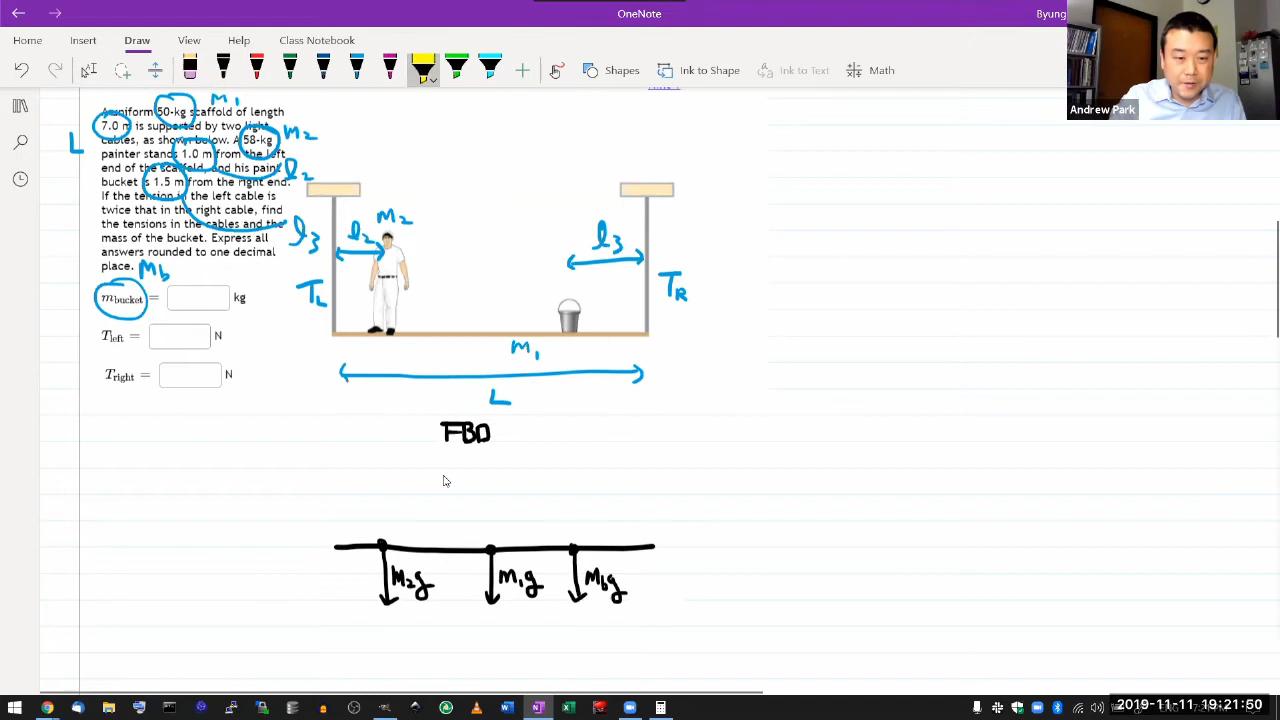 OneNote
Byung
Home
Insert
Draw
View
Help
Class Notebook
Shapes
Ink to Shape
Ink to Text
Math
Andrew Park
A uniform 50-kg scaffold of length
7.0 m is supported by two light
cables, as shown below. A 58-kg
painter stands 1.0 m from the left
end of the scaffold, and his paint
bucket is 1.5 m from the right end.
If the tension in the left cable is
twice that in the right cable, find
the tensions in the cables and the
mass of the bucket. Express all
answers rounded to one decimal
place.
m₁
L
m₂
l₂
l₃
m_b
m_bucket = kg
T_left = N
T_right = N
m₂
l₂
l₃
T_L
T_R
m₁
L
FBD
m₂g
m₁g
m_bg
2019-11-11 19:21:50